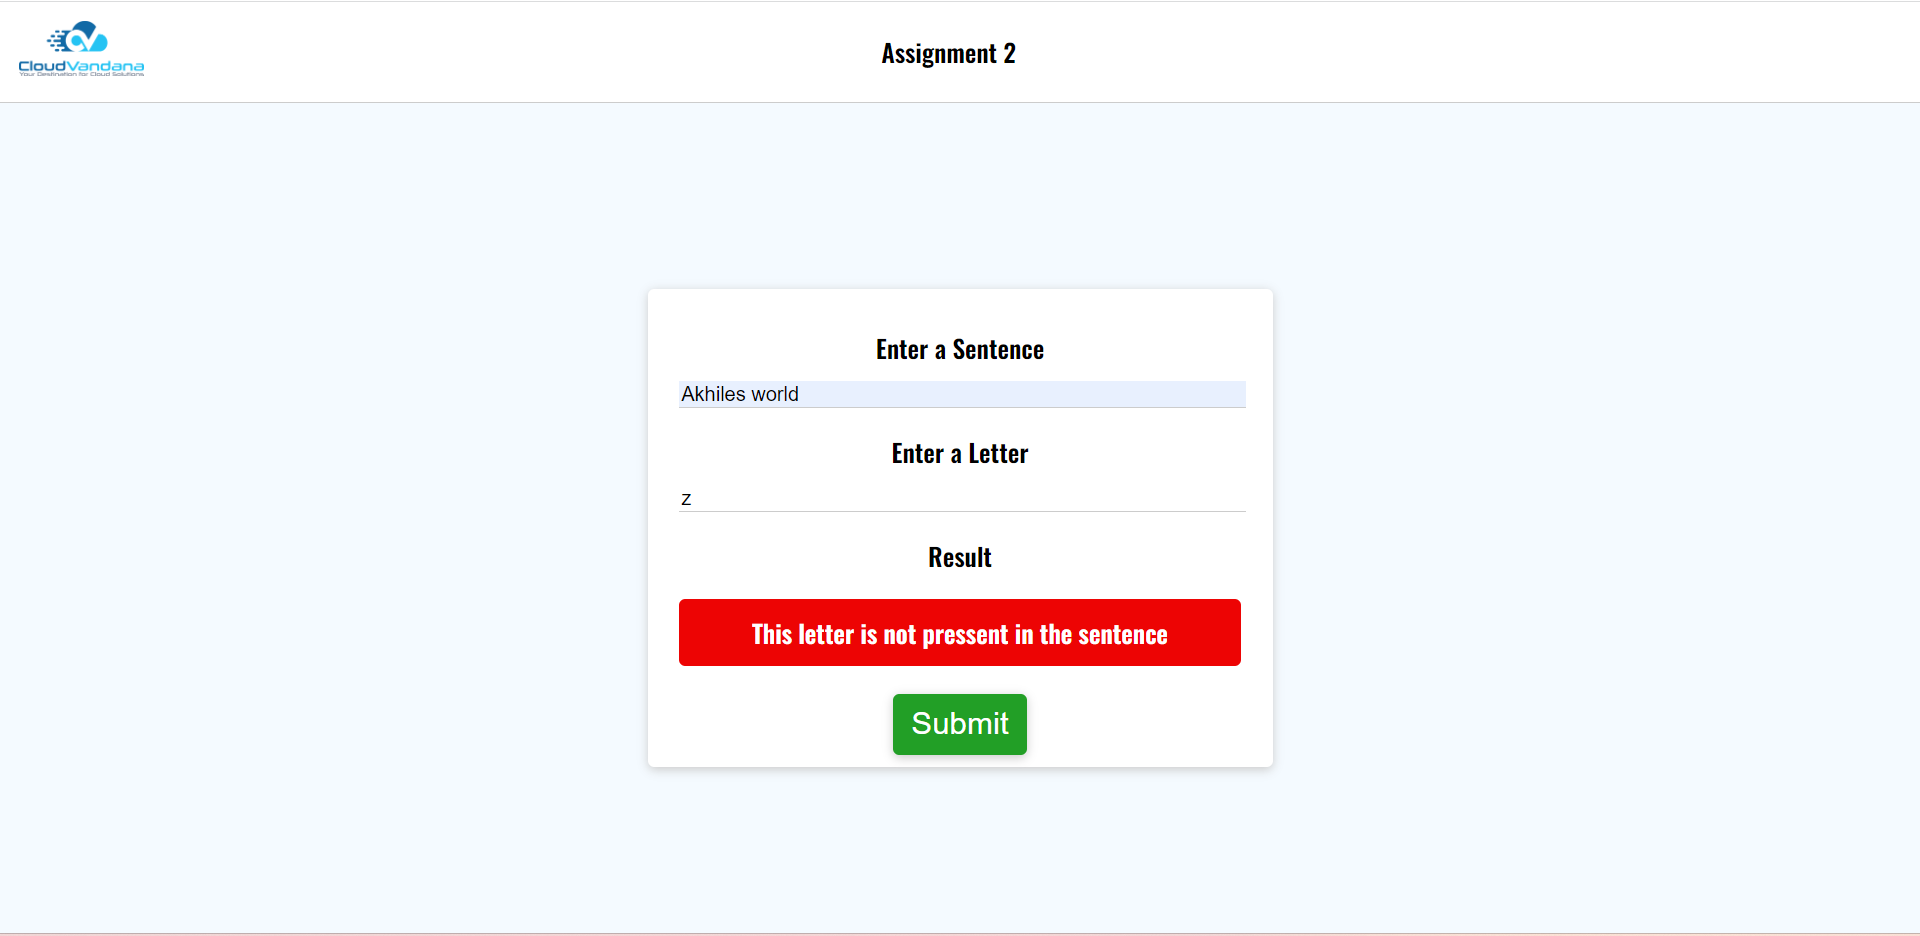 CloudVandana
Your Destination for Cloud Solutions
Assignment 2
Enter a Sentence
Akhiles world
Enter a Letter
z
Result
This letter is not pressent in the sentence
Submit